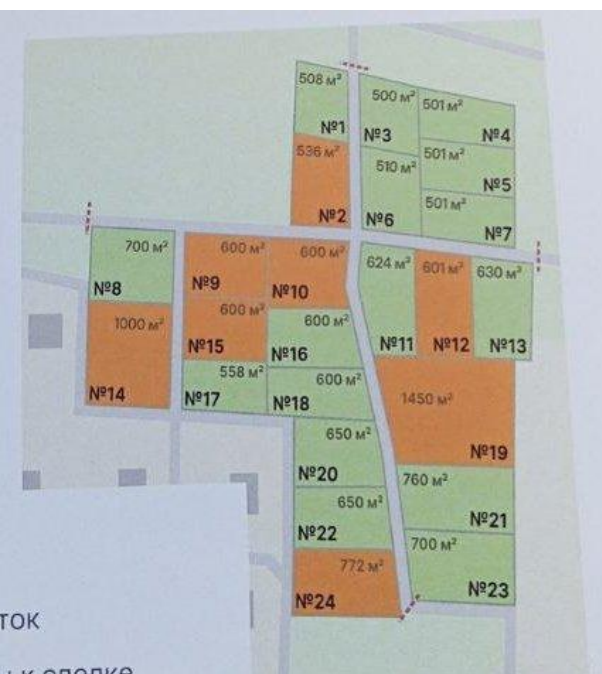 508 м²
№1
536 м²
№2
500 м²
№3
501 м²
№4
501 м²
№5
510 м²
№6
501 м²
№7
700 м²
№8
600 м²
№9
600 м²
№10
624 м²
№11
601 м²
№12
630 м²
№13
1000 м²
№14
600 м²
№15
600 м²
№16
558 м²
№17
600 м²
№18
1450 м²
№19
650 м²
№20
760 м²
№21
650 м²
№22
700 м²
№23
772 м²
№24
ток
к сделке